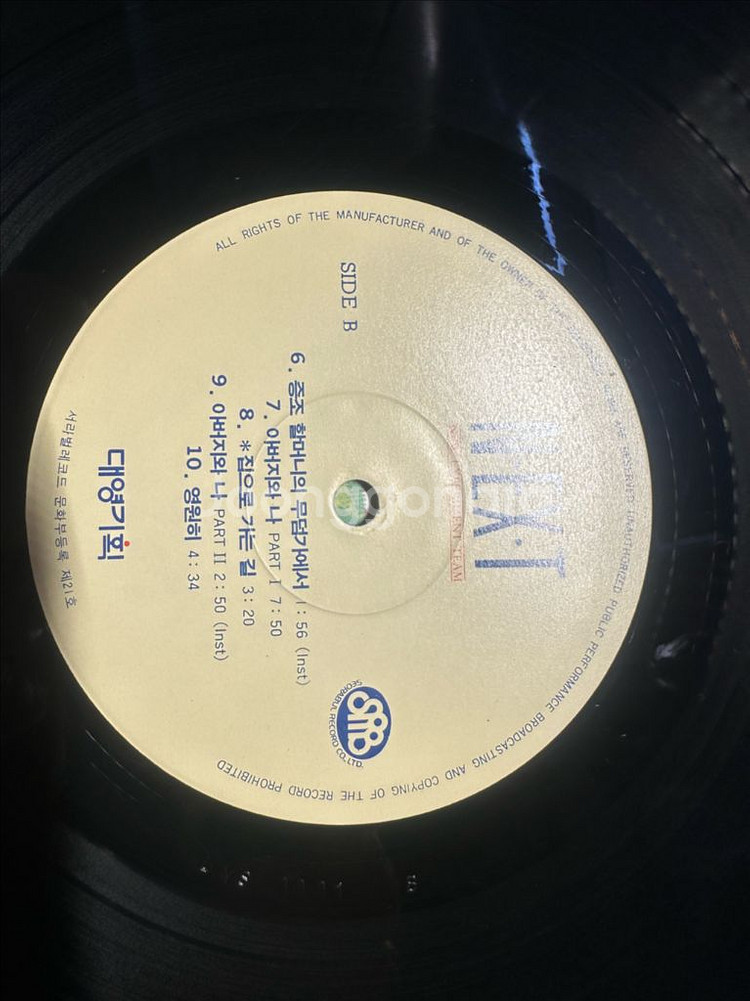 N.EX.T
SIDE B
6. 증조 할머니의 무덤가에서 1:56 (Inst)
7. 아버지와 나 PART I 7:50
8. *집으로 가는 길 3:20
9. 아버지와 나 PART II 2:50 (Inst)
10. 영원히 4:34
대영기획
서라벌레코드 문화부등록 제21호
SRB
SEORABUL RECORD CO., LTD.
ALL RIGHTS OF THE MANUFACTURER AND OF THE OWNER OF THE RESERVED UNAUTHORIZED PUBLIC PERFORMANCE BROADCASTING AND COPYING OF THE RECORD PROHIBITED